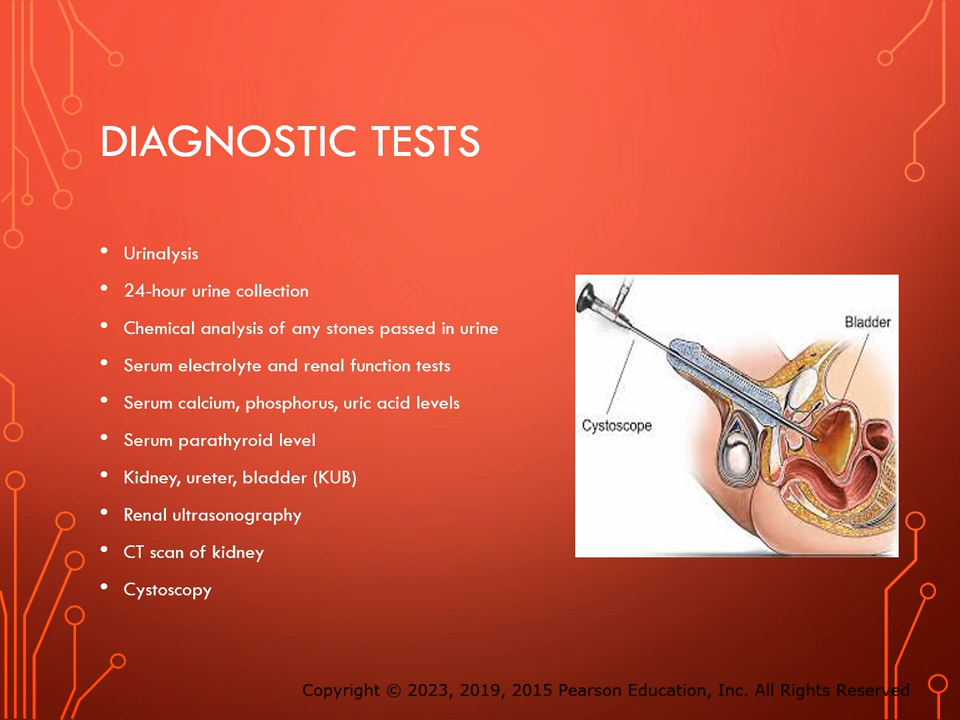 DIAGNOSTIC TESTS
• Urinalysis
• 24-hour urine collection
• Chemical analysis of any stones passed in urine
• Serum electrolyte and renal function tests
• Serum calcium, phosphorus, uric acid levels
• Serum parathyroid level
• Kidney, ureter, bladder (KUB)
• Renal ultrasonography
• CT scan of kidney
• Cystoscopy
Bladder
Cystoscope
Copyright © 2023, 2019, 2015 Pearson Education, Inc. All Rights Reserved